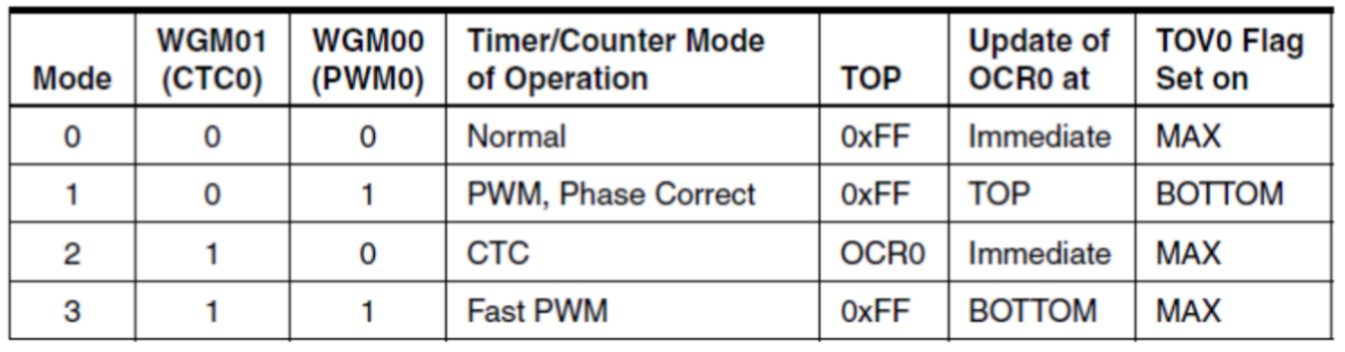 Mode WGM01 (CTC0) WGM00 (PWM0) Timer/Counter Mode of Operation TOP Update of OCR0 at TOV0 Flag Set on
0 0 0 Normal 0xFF Immediate MAX
1 0 1 PWM, Phase Correct 0xFF TOP BOTTOM
2 1 0 CTC OCR0 Immediate MAX
3 1 1 Fast PWM 0xFF BOTTOM MAX